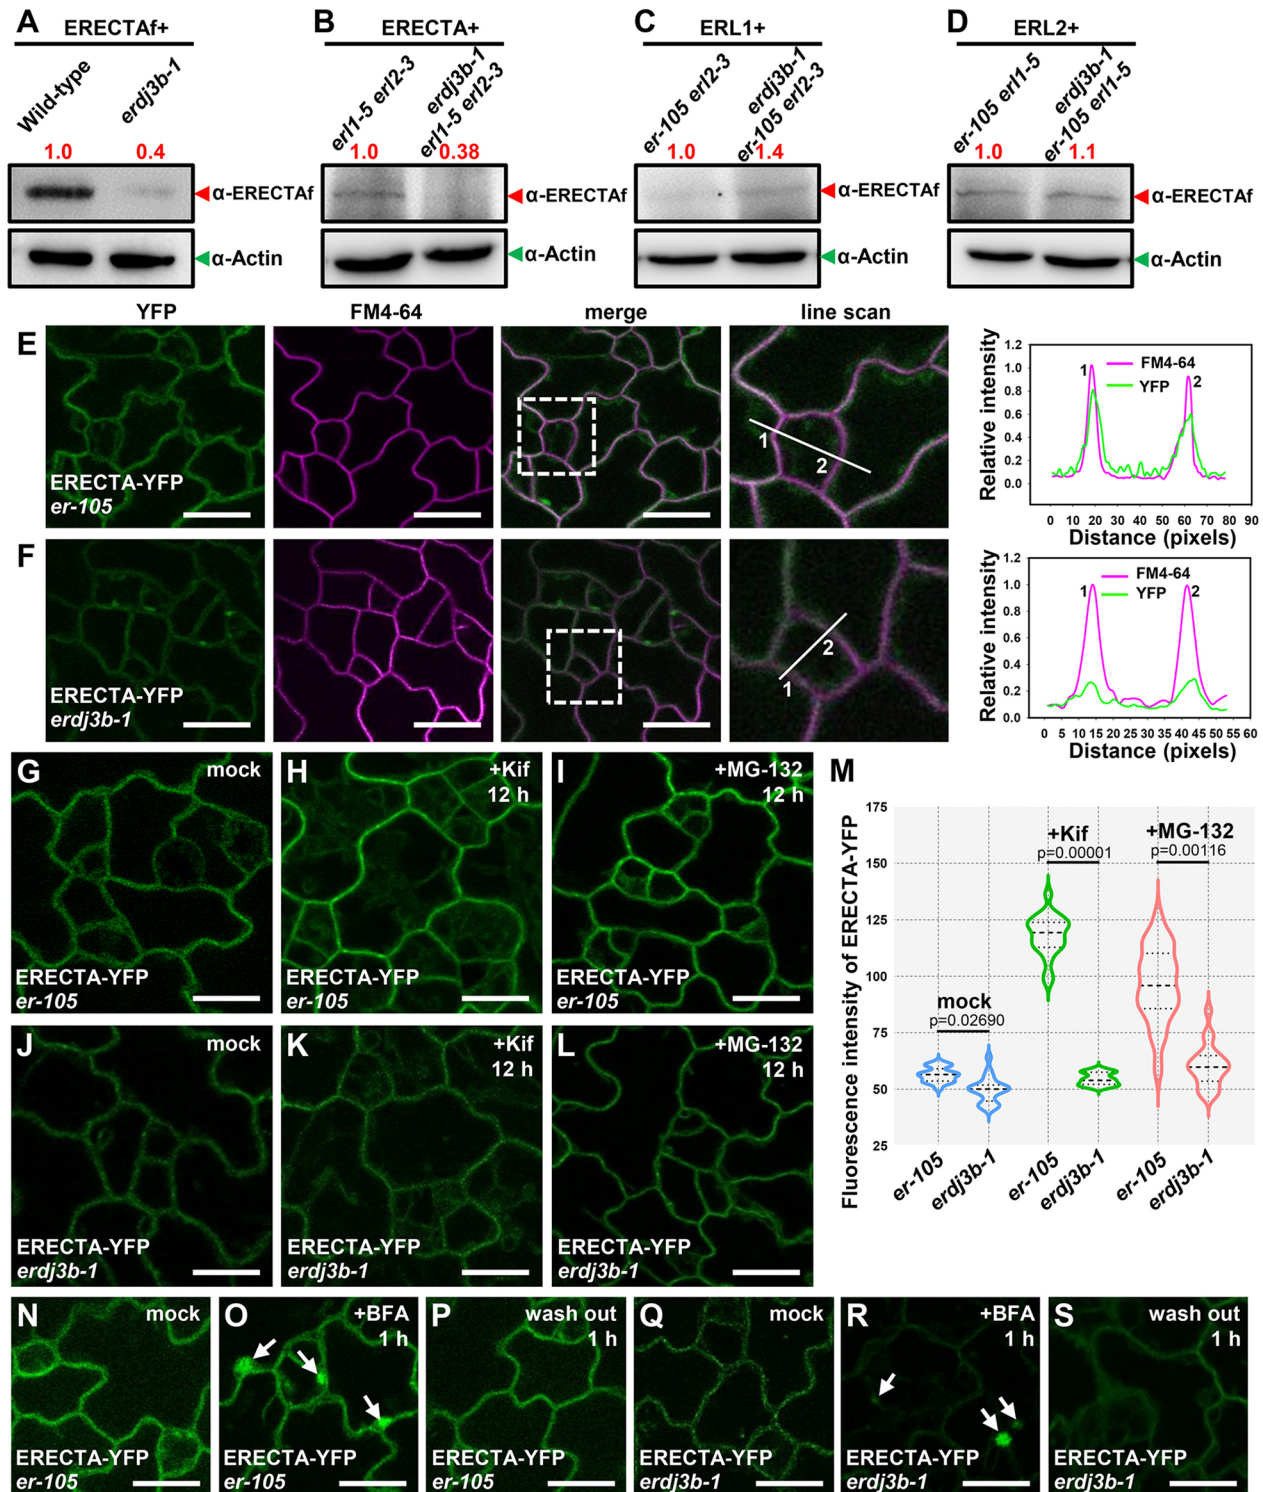 A
ERECTAf+
Wild-type
erdj3b-1
1.0
0.4
α-ERECTAf
α-Actin
B
ERECTA+
erl1-5 erl2-3
erdj3b-1
erl1-5 erl2-3
1.0
0.38
α-ERECTAf
α-Actin
C
ERL1+
er-105 erl2-3
erdj3b-1
er-105 erl2-3
1.0
1.4
α-ERECTAf
α-Actin
D
ERL2+
er-105 erl1-5
erdj3b-1
er-105 erl1-5
1.0
1.1
α-ERECTAf
α-Actin
YFP
FM4-64
merge
line scan
E
ERECTA-YFP
er-105
1
2
Relative intensity
1.2
1.0
0.8
0.6
0.4
0.2
0.0
1
2
FM4-64
YFP
0 10 20 30 40 50 60 70 80 90
Distance (pixels)
F
ERECTA-YFP
erdj3b-1
1
2
Relative intensity
1.2
1.0
0.8
0.6
0.4
0.2
0.0
1
2
FM4-64
YFP
0 5 10 15 20 25 30 35 40 45 50 55 60
Distance (pixels)
G
mock
ERECTA-YFP
er-105
H
+Kif
12 h
ERECTA-YFP
er-105
I
+MG-132
12 h
ERECTA-YFP
er-105
J
mock
ERECTA-YFP
erdj3b-1
K
+Kif
12 h
ERECTA-YFP
erdj3b-1
L
+MG-132
12 h
ERECTA-YFP
erdj3b-1
M
Fluorescence intensity of ERECTA-YFP
175
150
125
100
75
50
25
mock
p=0.02690
+Kif
p=0.00001
+MG-132
p=0.00116
er-105
erdj3b-1
er-105
erdj3b-1
er-105
erdj3b-1
N
mock
ERECTA-YFP
er-105
O
+BFA
1 h
ERECTA-YFP
er-105
P
wash out
1 h
ERECTA-YFP
er-105
Q
mock
ERECTA-YFP
erdj3b-1
R
+BFA
1 h
ERECTA-YFP
erdj3b-1
S
wash out
1 h
ERECTA-YFP
erdj3b-1